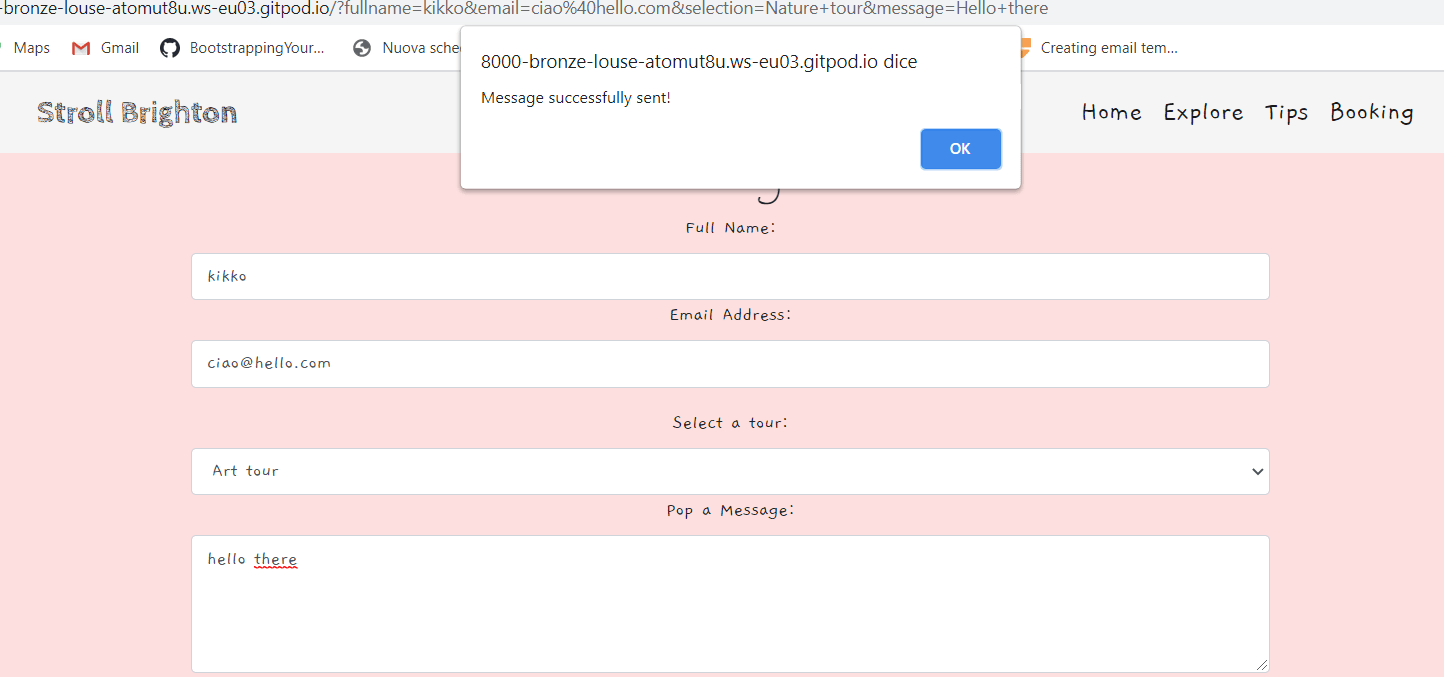 -bronze-louse-atomut8u.ws-eu03.gitpod.io/?fullname=kikko&email=ciao%40hello.com&selection=Nature+tour&message=Hello+there
Maps Gmail BootstrappingYour... Nuova sche Creating email tem...
8000-bronze-louse-atomut8u.ws-eu03.gitpod.io dice
Message successfully sent!
OK
Stroll Brighton Home Explore Tips Booking
Full Name:
kikko
Email Address:
ciao@hello.com
Select a tour:
Art tour
Pop a Message:
hello there